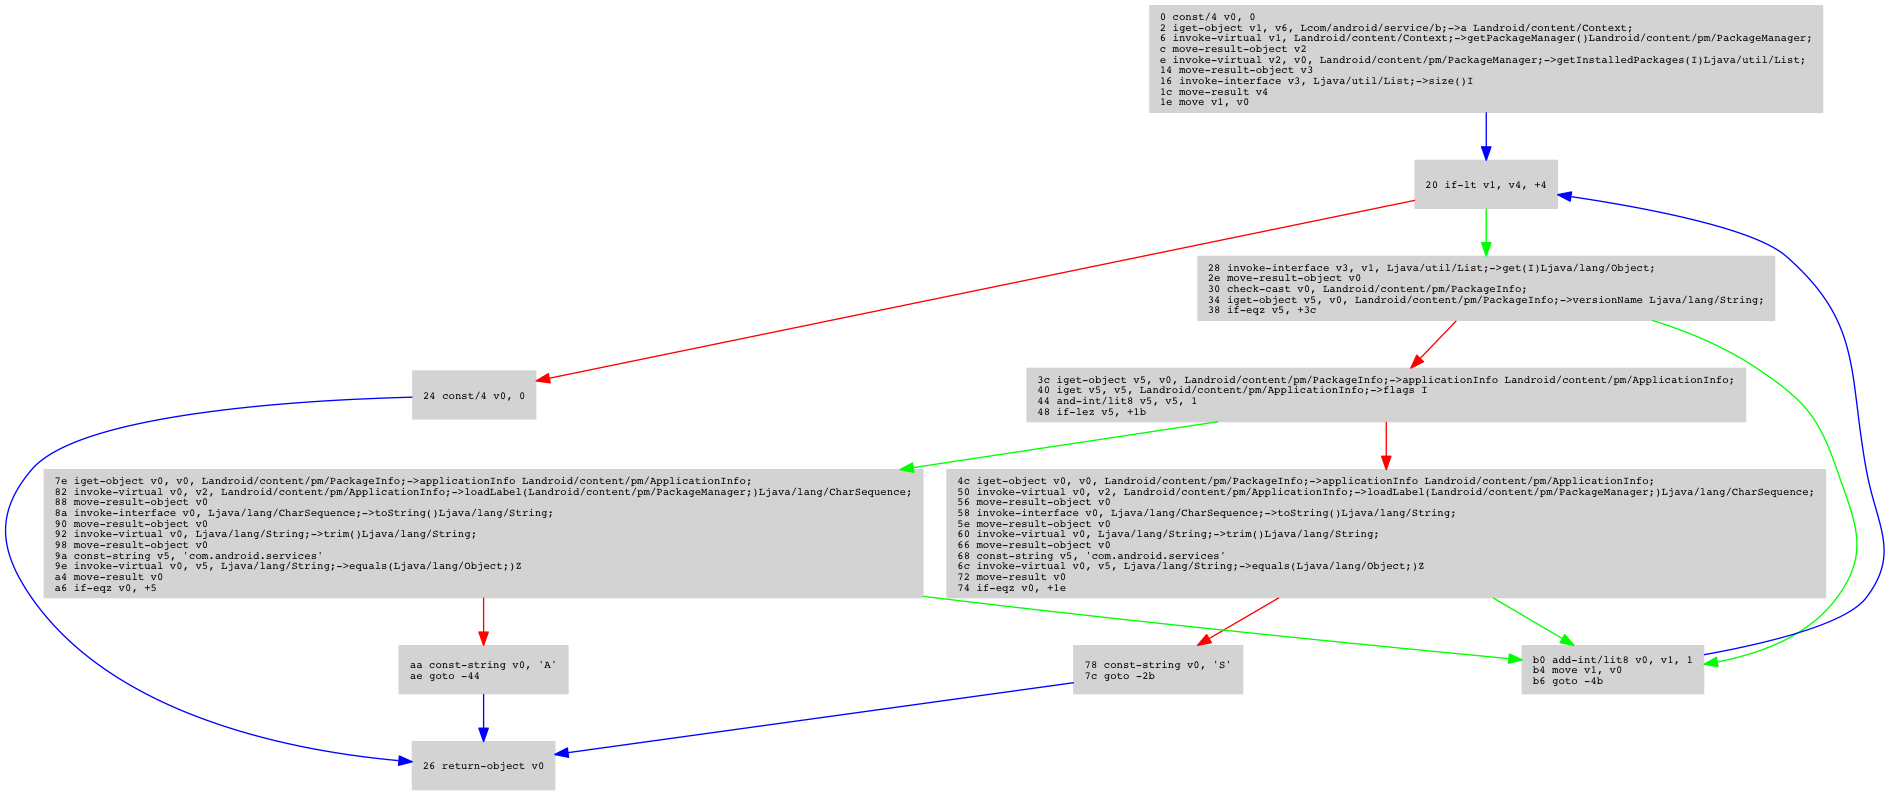 0 const/4 v0, 0
2 iget-object v1, v6, Lcom/android/service/b;->a Landroid/content/Context;
6 invoke-virtual v1, Landroid/content/Context;->getPackageManager()Landroid/content/pm/PackageManager;
c move-result-object v2
e invoke-virtual v2, v0, Landroid/content/pm/PackageManager;->getInstalledPackages(I)Ljava/util/List;
14 move-result-object v3
16 invoke-interface v3, Ljava/util/List;->size()I
1c move-result v4
1e move v1, v0
20 if-lt v1, v4, +4
28 invoke-interface v3, v1, Ljava/util/List;->get(I)Ljava/lang/Object;
2e move-result-object v0
30 check-cast v0, Landroid/content/pm/PackageInfo;
34 iget-object v5, v0, Landroid/content/pm/PackageInfo;->versionName Ljava/lang/String;
38 if-eqz v5, +3c
24 const/4 v0, 0
3c iget-object v5, v0, Landroid/content/pm/PackageInfo;->applicationInfo Landroid/content/pm/ApplicationInfo;
40 iget v5, v5, Landroid/content/pm/ApplicationInfo;->flags I
44 and-int/lit8 v5, v5, 1
48 if-lez v5, +1b
7e iget-object v0, v0, Landroid/content/pm/PackageInfo;->applicationInfo Landroid/content/pm/ApplicationInfo;
82 invoke-virtual v0, v2, Landroid/content/pm/ApplicationInfo;->loadLabel(Landroid/content/pm/PackageManager;)Ljava/lang/CharSequence;
88 move-result-object v0
8a invoke-interface v0, Ljava/lang/CharSequence;->toString()Ljava/lang/String;
90 move-result-object v0
92 invoke-virtual v0, Ljava/lang/String;->trim()Ljava/lang/String;
98 move-result-object v0
9a const-string v5, 'com.android.services'
9e invoke-virtual v0, v5, Ljava/lang/String;->equals(Ljava/lang/Object;)Z
a4 move-result v0
a6 if-eqz v0, +5
4c iget-object v0, v0, Landroid/content/pm/PackageInfo;->applicationInfo Landroid/content/pm/ApplicationInfo;
50 invoke-virtual v0, v2, Landroid/content/pm/ApplicationInfo;->loadLabel(Landroid/content/pm/PackageManager;)Ljava/lang/CharSequence;
56 move-result-object v0
58 invoke-interface v0, Ljava/lang/CharSequence;->toString()Ljava/lang/String;
5e move-result-object v0
60 invoke-virtual v0, Ljava/lang/String;->trim()Ljava/lang/String;
66 move-result-object v0
68 const-string v5, 'com.android.services'
6c invoke-virtual v0, v5, Ljava/lang/String;->equals(Ljava/lang/Object;)Z
72 move-result v0
74 if-eqz v0, +1e
aa const-string v0, 'A'
ae goto -44
78 const-string v0, 'S'
7c goto -2b
b0 add-int/lit8 v0, v1, 1
b4 move v1, v0
b6 goto -4b
26 return-object v0